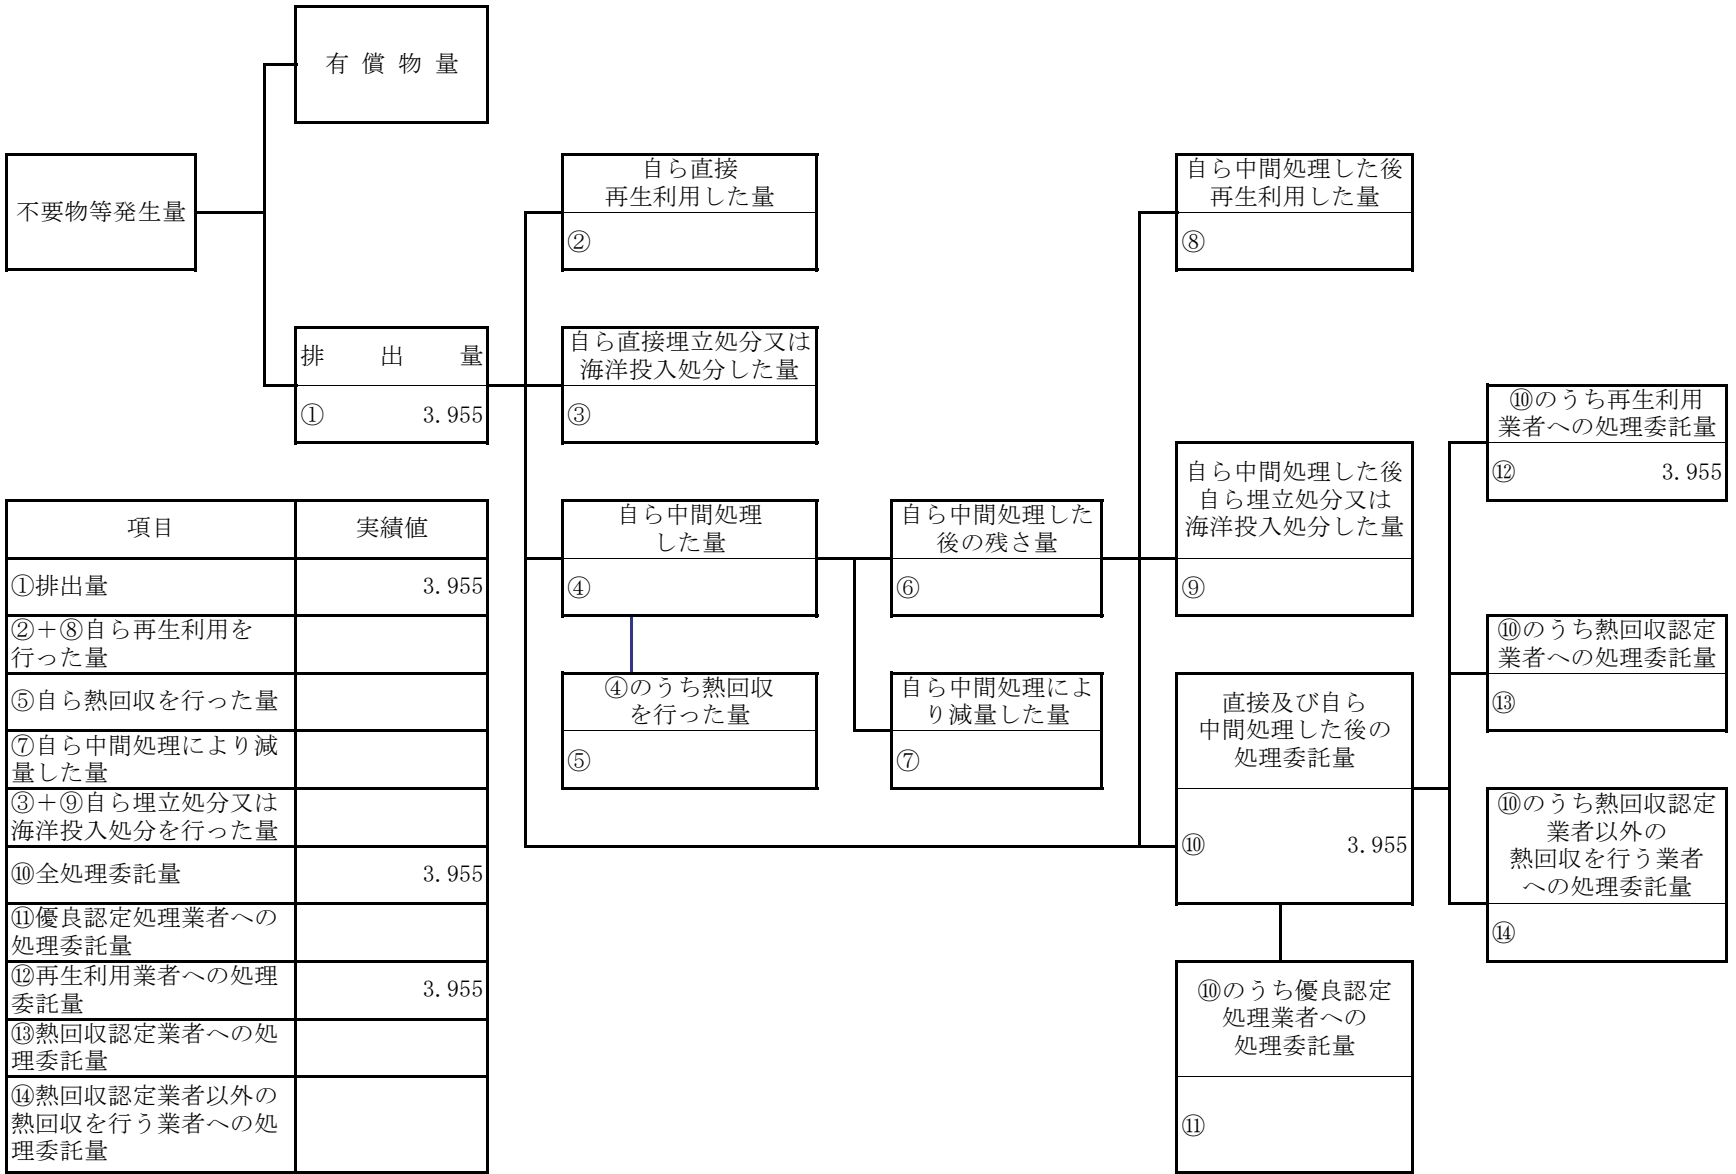 有 償 物 量
不要物等発生量
自ら直接
再生利用した量
②
自ら中間処理した後
再生利用した量
⑧
排 出 量
① 3.955
自ら直接埋立処分又は
海洋投入処分した量
③
⑩のうち再生利用
業者への処理委託量
⑫ 3.955
自ら中間処理
した量
④
自ら中間処理した
後の残さ量
⑥
自ら中間処理した後
自ら埋立処分又は
海洋投入処分した量
⑨
⑩のうち熱回収認定
業者への処理委託量
⑬
④のうち熱回収
を行った量
⑤
自ら中間処理によ
り減量した量
⑦
直接及び自ら
中間処理した後の
処理委託量
⑩ 3.955
⑩のうち熱回収認定
業者以外の
熱回収を行う業者
への処理委託量
⑭
⑩のうち優良認定
処理業者への
処理委託量
⑪
項目 実績値
①排出量 3.955
②＋⑧自ら再生利用を
行った量
⑤自ら熱回収を行った量
⑦自ら中間処理により減
量した量
③＋⑨自ら埋立処分又は
海洋投入処分を行った量
⑩全処理委託量 3.955
⑪優良認定処理業者への
処理委託量
⑫再生利用業者への処理
委託量 3.955
⑬熱回収認定業者への処
理委託量
⑭熱回収認定業者以外の
熱回収を行う業者への処
理委託量